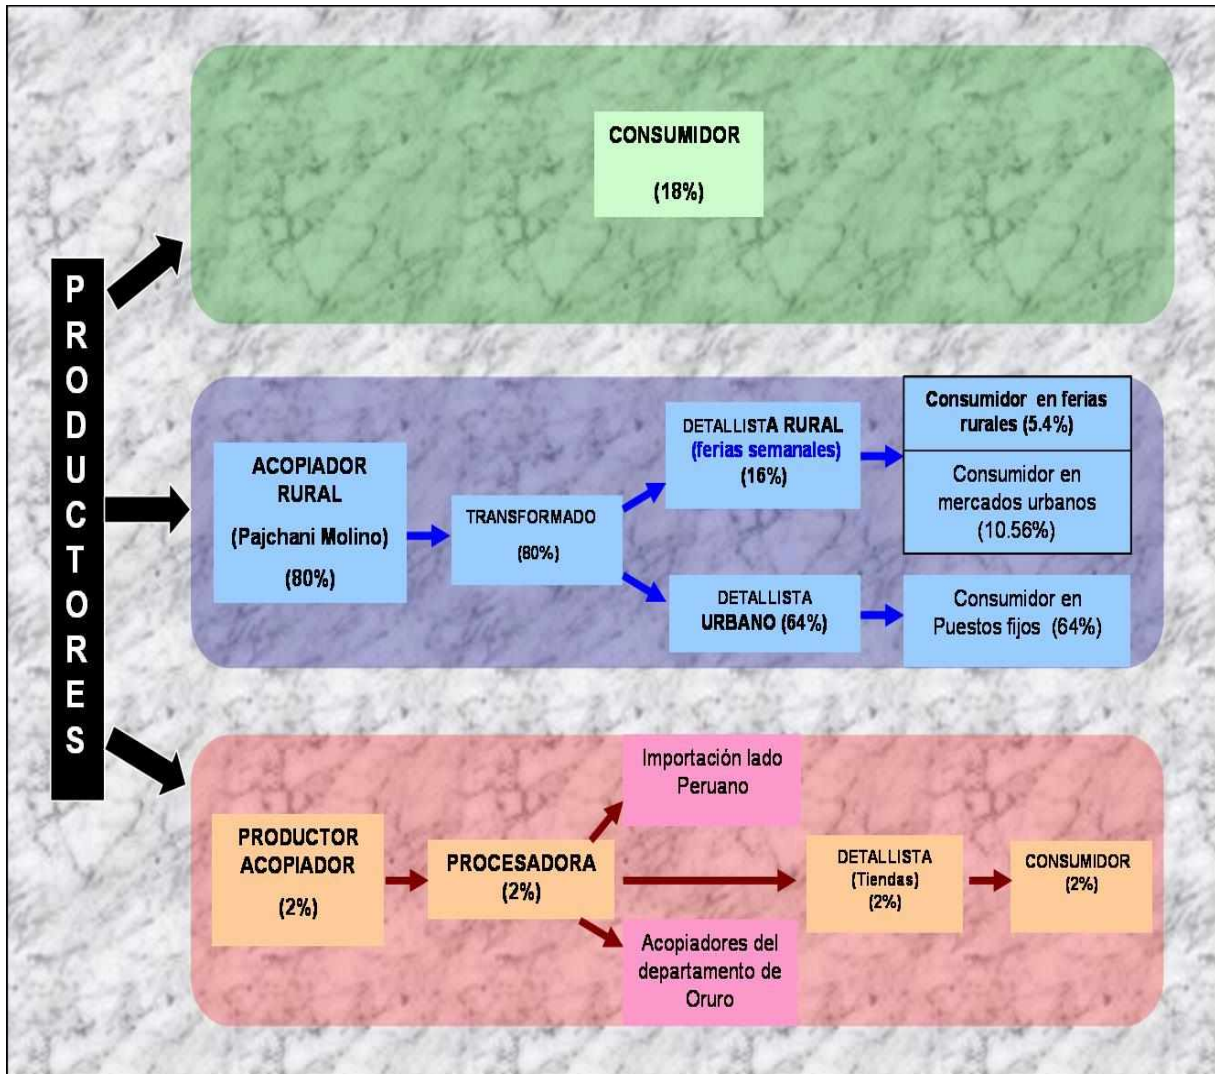 PRODUCTORES
CONSUMIDOR
(18%)
ACOPIADOR
RURAL
(Pajchani Molino)
(80%)
TRANSFORMADO
(80%)
DETALLISTA RURAL
(ferias semanales)
(16%)
Consumidor en ferias
rurales (5.4%)
Consumidor en
mercados urbanos
(10.56%)
DETALLISTA
URBANO (64%)
Consumidor en
Puestos fijos (64%)
PRODUCTOR
ACOPIADOR
(2%)
PROCESADORA
(2%)
Importación lado
Peruano
Acopiadores del
departamento de
Oruro
DETALLISTA
(Tiendas)
(2%)
CONSUMIDOR
(2%)